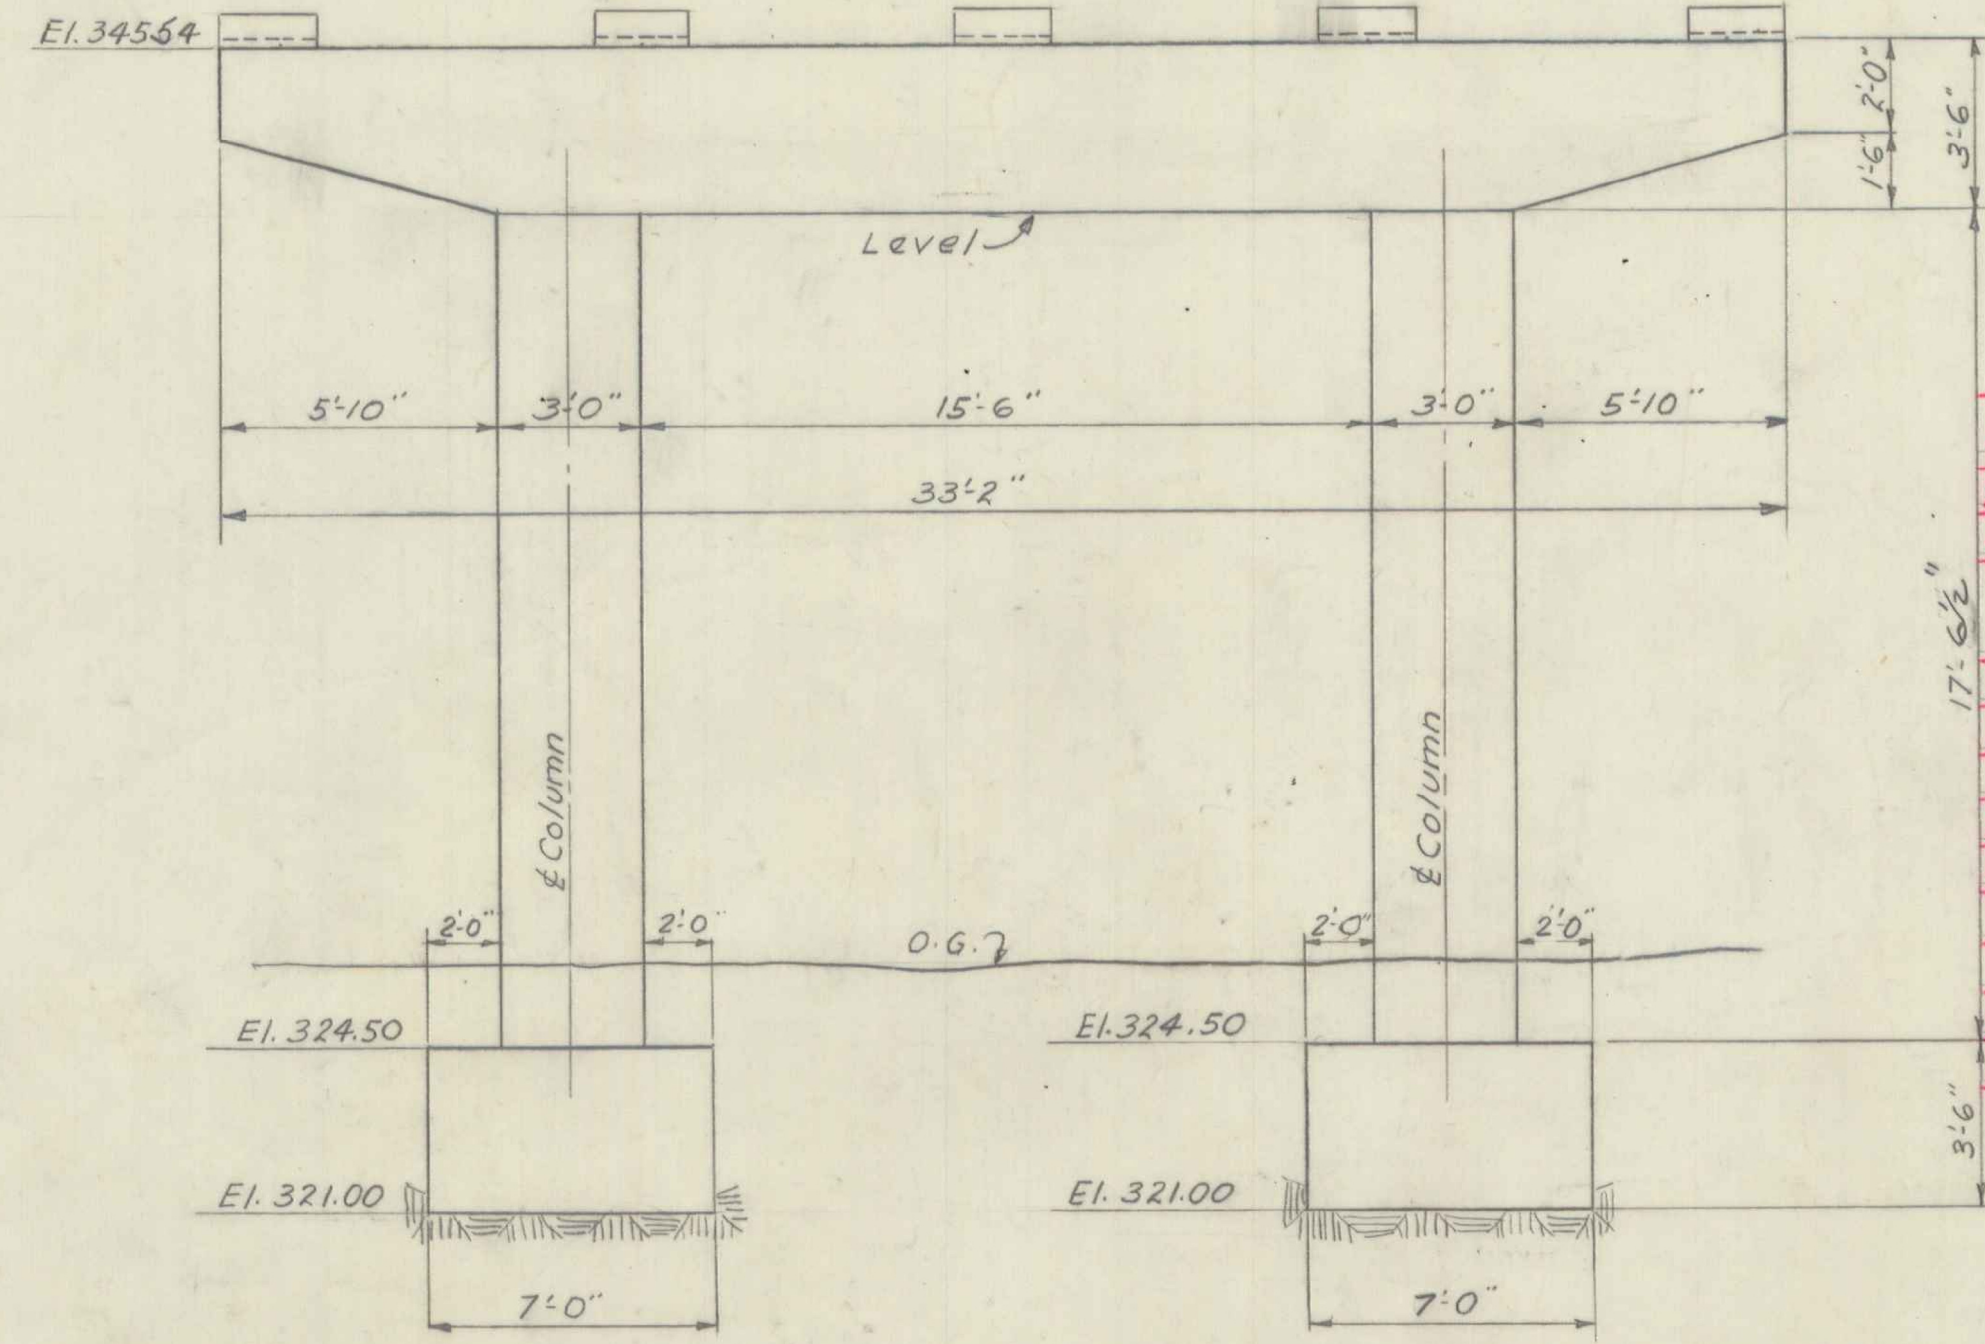 El. 345.54
2'-0"
1'-6"
3'-6"
Level
5'-10"
3'-0"
15'-6"
3'-0"
5'-10"
33'-2"
17'-6½"
℄ Column
℄ Column
2'-0"
2'-0"
O.G.
2'-0"
2'-0"
El. 324.50
El. 324.50
3'-6"
El. 321.00
El. 321.00
7'-0"
7'-0"